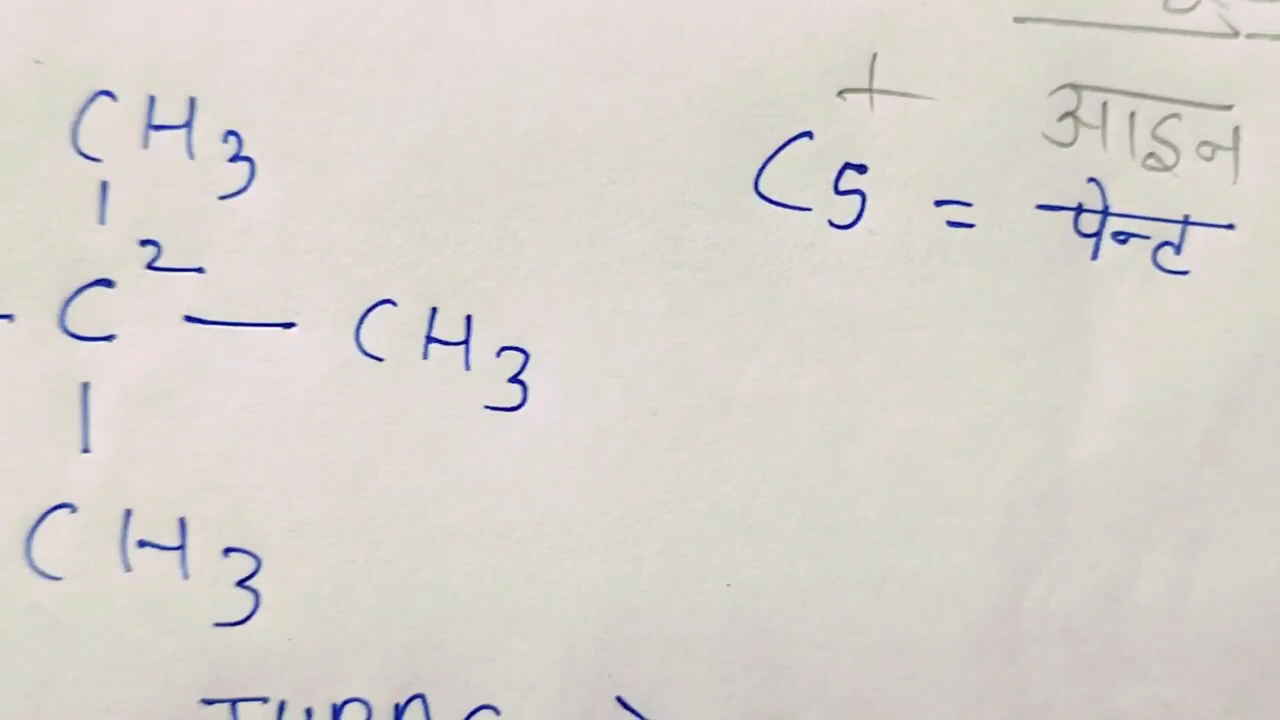 CH3
|
- C2 — CH3
|
CH3
+ आइन
C5 = पेन्ट